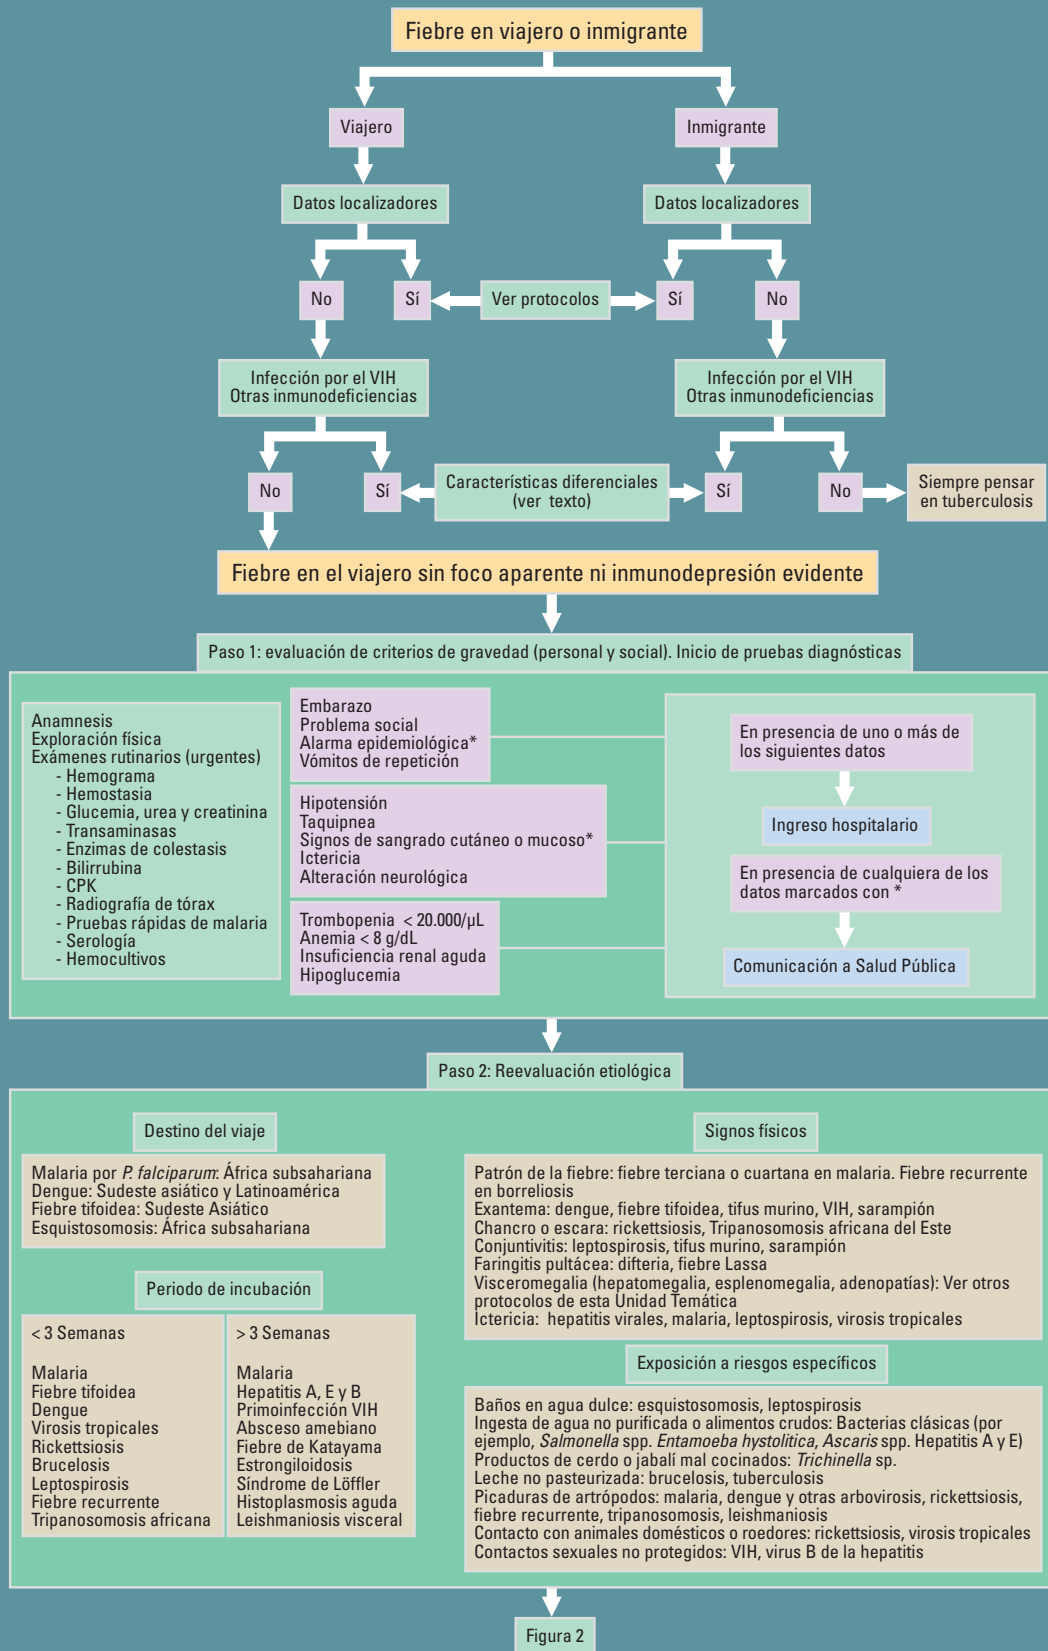 Fiebre en viajero o inmigrante
Viajero
Inmigrante
Datos localizadores
Datos localizadores
No
Sí
Ver protocolos
Sí
No
Infección por el VIH
Otras inmunodeficiencias
Infección por el VIH
Otras inmunodeficiencias
No
Sí
Características diferenciales
(ver texto)
Sí
No
Siempre pensar
en tuberculosis
Fiebre en el viajero sin foco aparente ni inmunodepresión evidente
Paso 1: evaluación de criterios de gravedad (personal y social). Inicio de pruebas diagnósticas
Anamnesis
Exploración física
Exámenes rutinarios (urgentes)
- Hemograma
- Hemostasia
- Glucemia, urea y creatinina
- Transaminasas
- Enzimas de colestasis
- Bilirrubina
- CPK
- Radiografía de tórax
- Pruebas rápidas de malaria
- Serología
- Hemocultivos
Embarazo
Problema social
Alarma epidemiológica*
Vómitos de repetición
Hipotensión
Taquipnea
Signos de sangrado cutáneo o mucoso*
Ictericia
Alteración neurológica
Trombopenia < 20.000/µL
Anemia < 8 g/dL
Insuficiencia renal aguda
Hipoglucemia
En presencia de uno o más de
los siguientes datos
Ingreso hospitalario
En presencia de cualquiera de los
datos marcados con *
Comunicación a Salud Pública
Paso 2: Reevaluación etiológica
Destino del viaje
Malaria por P. falciparum: África subsahariana
Dengue: Sudeste asiático y Latinoamérica
Fiebre tifoidea: Sudeste Asiático
Esquistosomosis: África subsahariana
Periodo de incubación
< 3 Semanas
Malaria
Fiebre tifoidea
Dengue
Virosis tropicales
Rickettsiosis
Brucelosis
Leptospirosis
Fiebre recurrente
Tripanosomosis africana
> 3 Semanas
Malaria
Hepatitis A, E y B
Primoinfección VIH
Absceso amebiano
Fiebre de Katayama
Estrongiloidosis
Síndrome de Löffler
Histoplasmosis aguda
Leishmaniosis visceral
Signos físicos
Patrón de la fiebre: fiebre terciana o cuartana en malaria. Fiebre recurrente
en borreliosis
Exantema: dengue, fiebre tifoidea, tifus murino, VIH, sarampión
Chancro o escara: rickettsiosis, Tripanosomosis africana del Este
Conjuntivitis: leptospirosis, tifus murino, sarampión
Faringitis pultácea: difteria, fiebre Lassa
Visceromegalia (hepatomegalia, esplenomegalia, adenopatías): Ver otros
protocolos de esta Unidad Temática
Ictericia: hepatitis virales, malaria, leptospirosis, virosis tropicales
Exposición a riesgos específicos
Baños en agua dulce: esquistosomosis, leptospirosis
Ingesta de agua no purificada o alimentos crudos: Bacterias clásicas (por
ejemplo, Salmonella spp. Entamoeba hystolitica, Ascaris spp. Hepatitis A y E)
Productos de cerdo o jabalí mal cocinados: Trichinella sp.
Leche no pasteurizada: brucelosis, tuberculosis
Picaduras de artrópodos: malaria, dengue y otras arbovirosis, rickettsiosis,
fiebre recurrente, tripanosomosis, leishmaniosis
Contacto con animales domésticos o roedores: rickettsiosis, virosis tropicales
Contactos sexuales no protegidos: VIH, virus B de la hepatitis
Figura 2